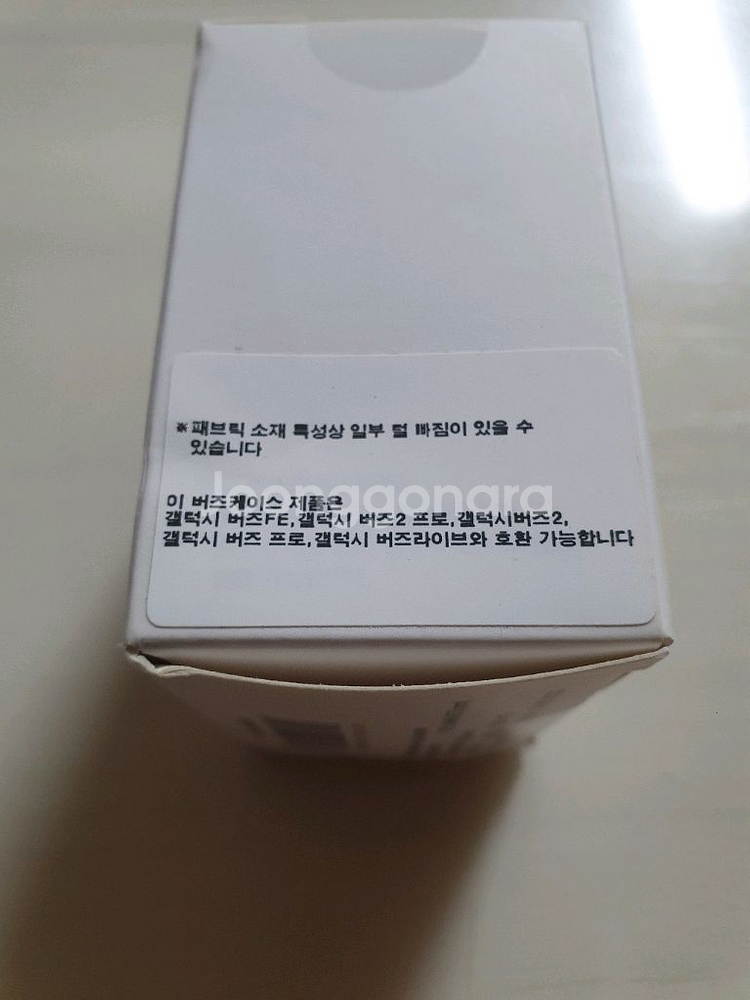 ※패브릭 소재 특성상 일부 털 빠짐이 있을 수
있습니다
이 버즈케이스 제품은
갤럭시 버즈FE,갤럭시 버즈2 프로,갤럭시버즈2,
갤럭시 버즈 프로,갤럭시 버즈라이브와 호환 가능합니다
joonggonara